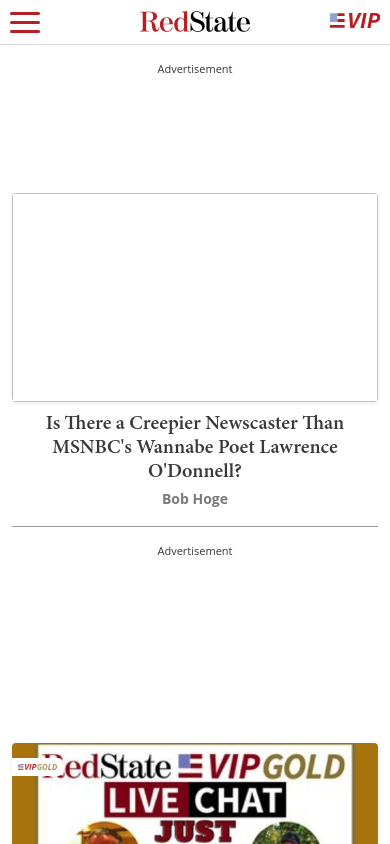 RedState
VIP
Advertisement
Is There a Creepier Newscaster Than
MSNBC's Wannabe Poet Lawrence
O'Donnell?
Bob Hoge
Advertisement
VIPGOLD
RedState VIPGOLD
LIVE CHAT
JUST